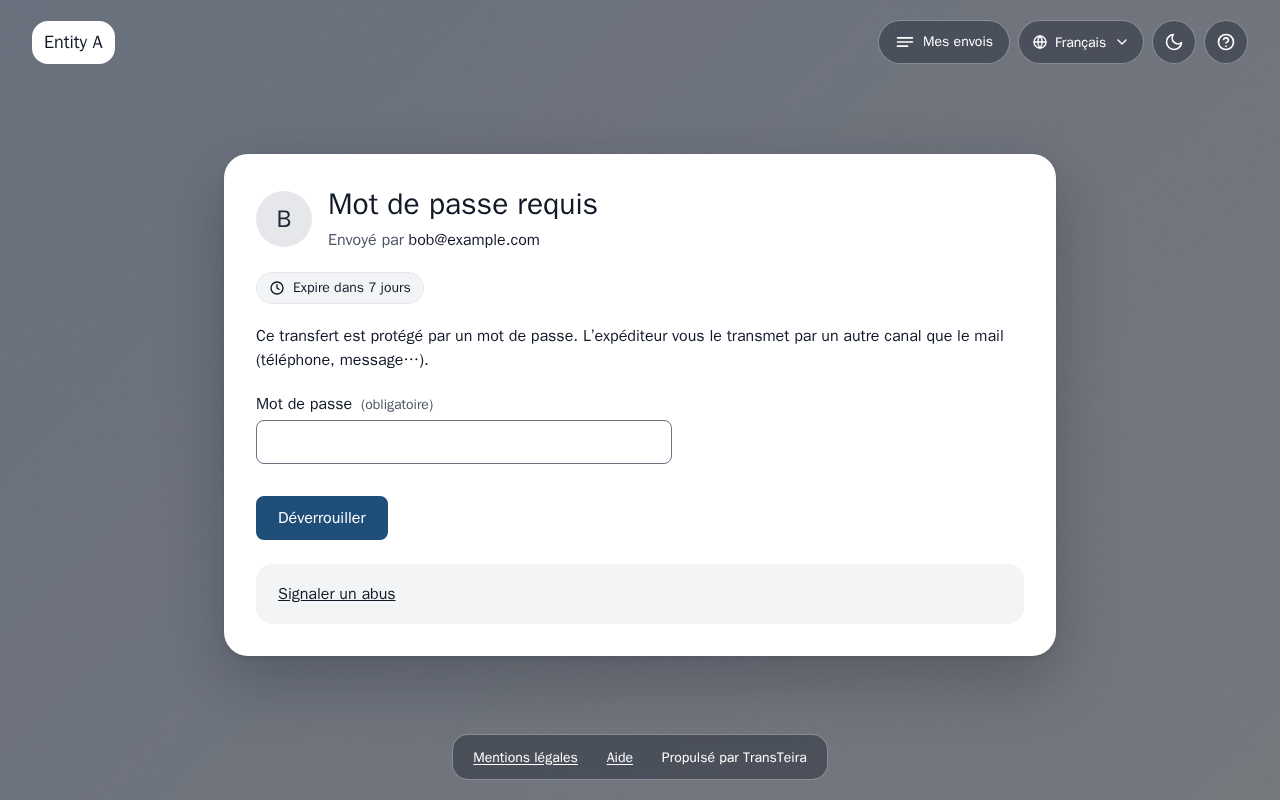 Entity A
Mes envois
Français
B
Mot de passe requis
Envoyé par bob@example.com
Expire dans 7 jours
Ce transfert est protégé par un mot de passe. L'expéditeur vous le transmet par un autre canal que le mail
(téléphone, message…).
Mot de passe (obligatoire)
Déverrouiller
Signaler un abus
Mentions légales
Aide
Propulsé par TransTeira